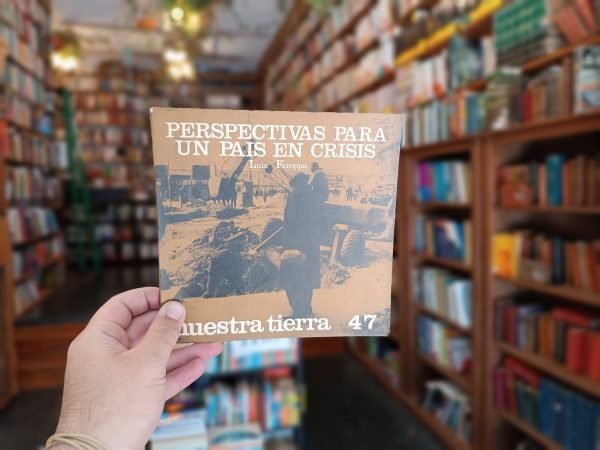 PERSPECTIVAS PARA
UN PAIS EN CRISIS
Luis Faroppa
nuestra tierra 47